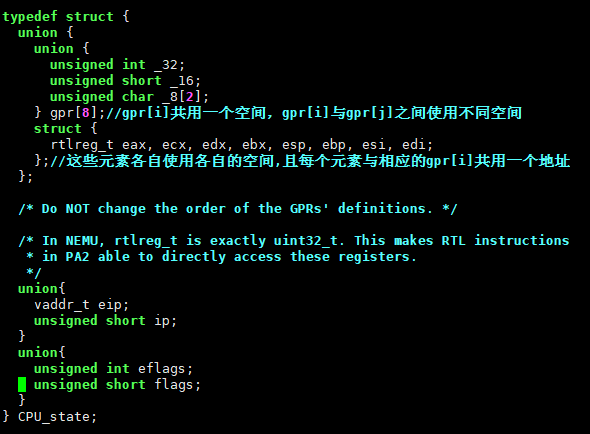 typedef struct {
  union {
    union {
      unsigned int _32;
      unsigned short _16;
      unsigned char _8[2];
    } gpr[8];//gpr[i]共用一个空间，gpr[i]与gpr[j]之间使用不同空间
    struct {
      rtlreg_t eax, ecx, edx, ebx, esp, ebp, esi, edi;
    };//这些元素各自使用各自的空间,且每个元素与相应的gpr[i]共用一个地址
  };

  /* Do NOT change the order of the GPRs' definitions. */

  /* In NEMU, rtlreg_t is exactly uint32_t. This makes RTL instructions
   * in PA2 able to directly access these registers.
   */
  union{
    vaddr_t eip;
    unsigned short ip;
  }
  union{
    unsigned int eflags;
    unsigned short flags;
  }
} CPU_state;